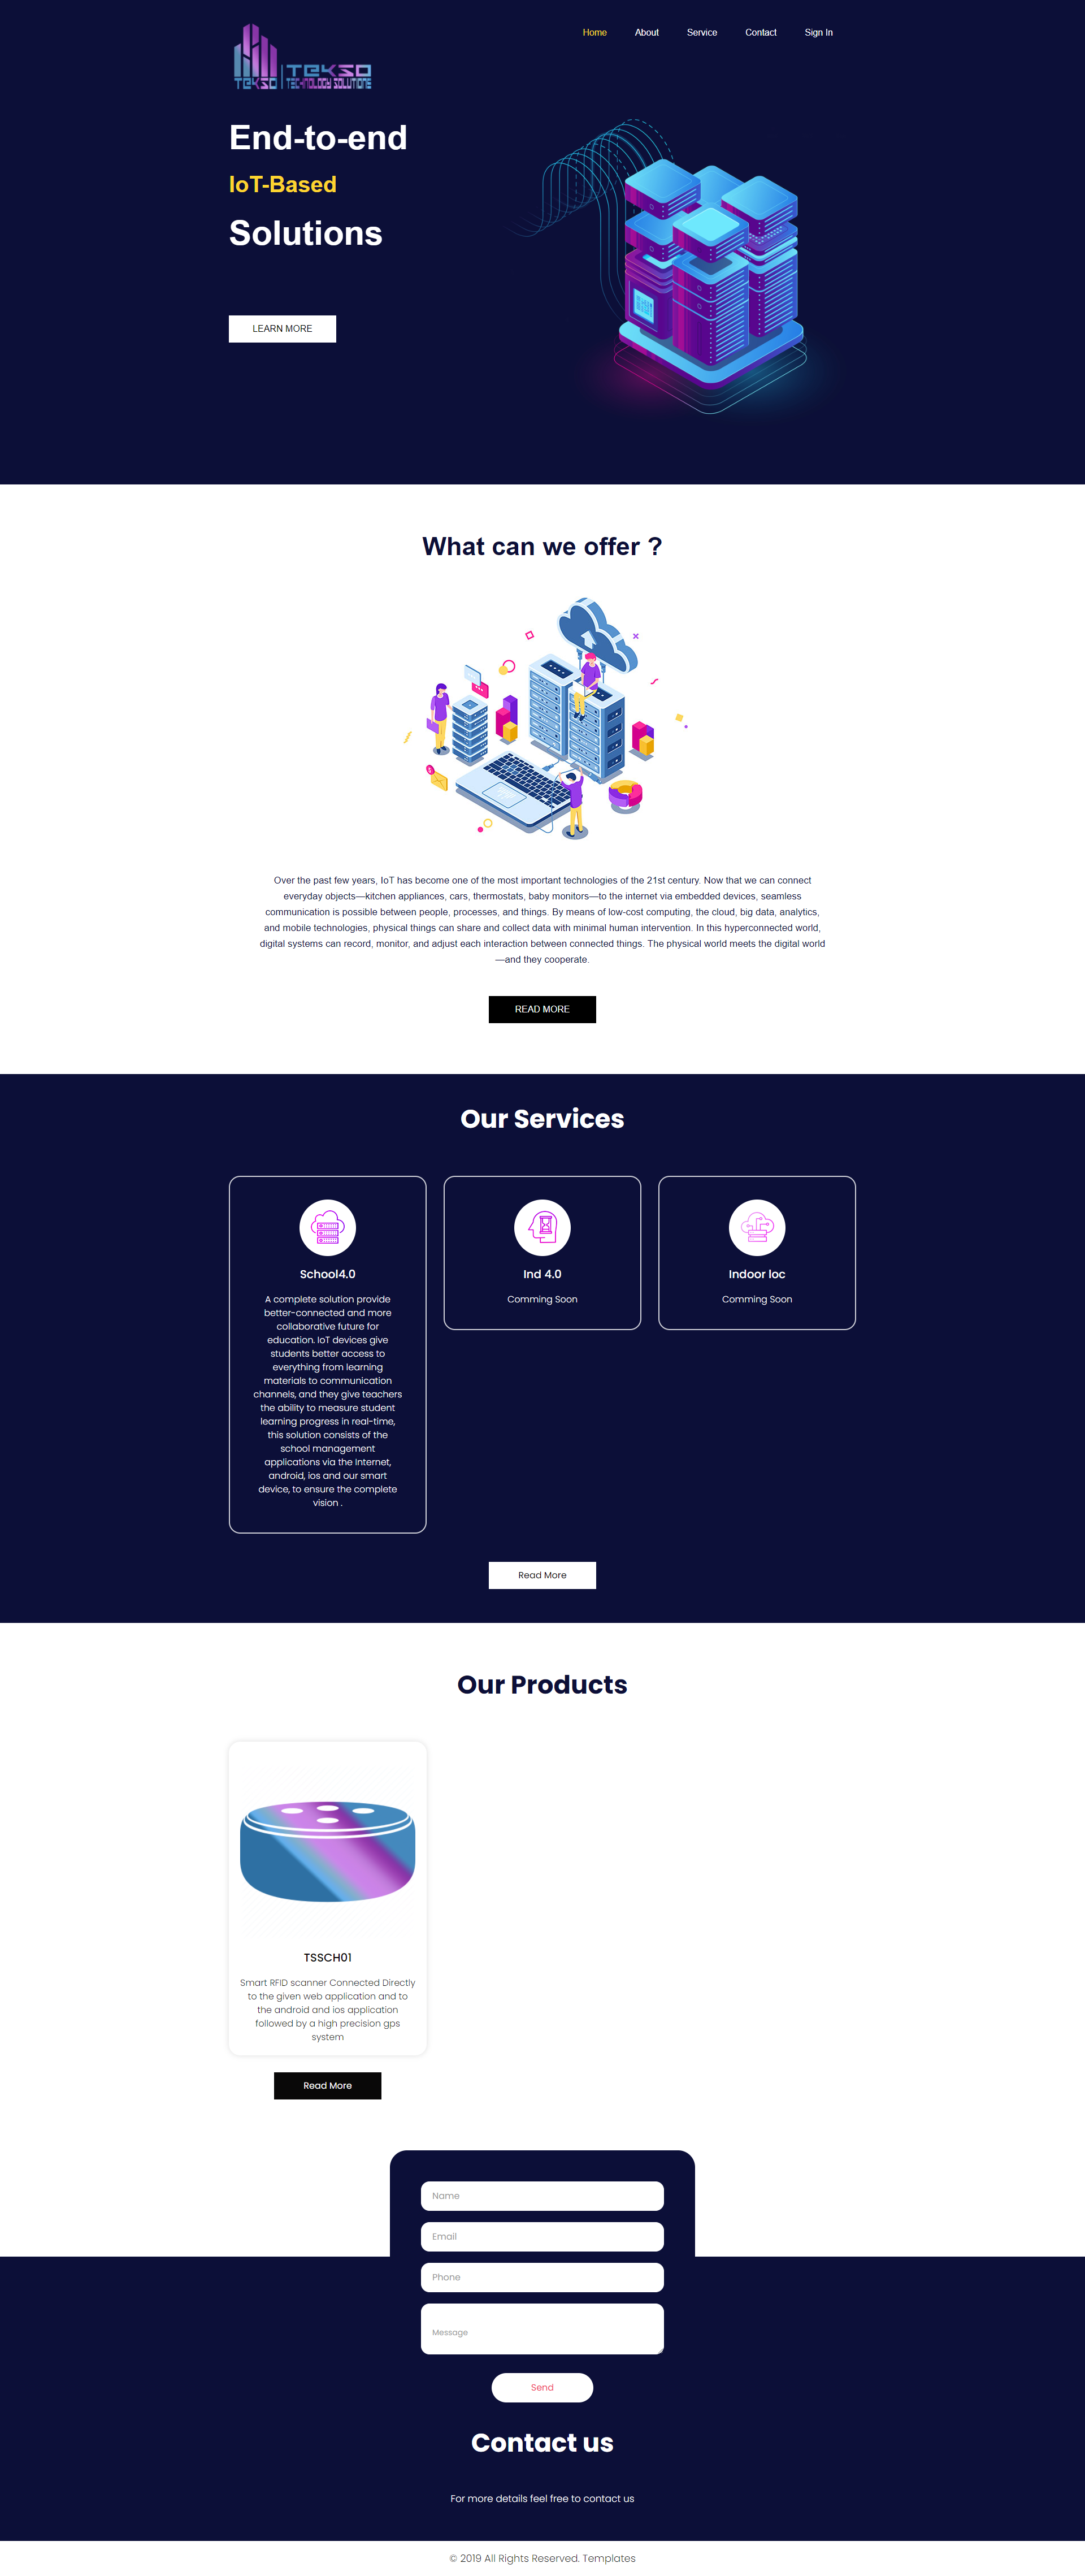 Home About Service Contact Sign In
TEKSO | TEKSO
TECHNOLOGY SOLUTIONS
End-to-end
IoT-Based
Solutions
LEARN MORE
What can we offer ?
Over the past few years, IoT has become one of the most important technologies of the 21st century. Now that we can connect
everyday objects—kitchen appliances, cars, thermostats, baby monitors—to the internet via embedded devices, seamless
communication is possible between people, processes, and things. By means of low-cost computing, the cloud, big data, analytics,
and mobile technologies, physical things can share and collect data with minimal human intervention. In this hyperconnected world,
digital systems can record, monitor, and adjust each interaction between connected things. The physical world meets the digital world
—and they cooperate.
READ MORE
Our Services
School4.0
A complete solution provide
better-connected and more
collaborative future for
education. IoT devices give
students better access to
everything from learning
materials to communication
channels, and they give teachers
the ability to measure student
learning progress in real-time,
this solution consists of the
school management
applications via the Internet,
android, ios and our smart
device, to ensure the complete
vision .
Ind 4.0
Comming Soon
Indoor loc
Comming Soon
Read More
Our Products
TSSCH01
Smart RFID scanner Connected Directly
to the given web application and to
the android and ios application
followed by a high precision gps
system
Read More
Name
Email
Phone
Message
Send
Contact us
For more details feel free to contact us
© 2019 All Rights Reserved. Templates